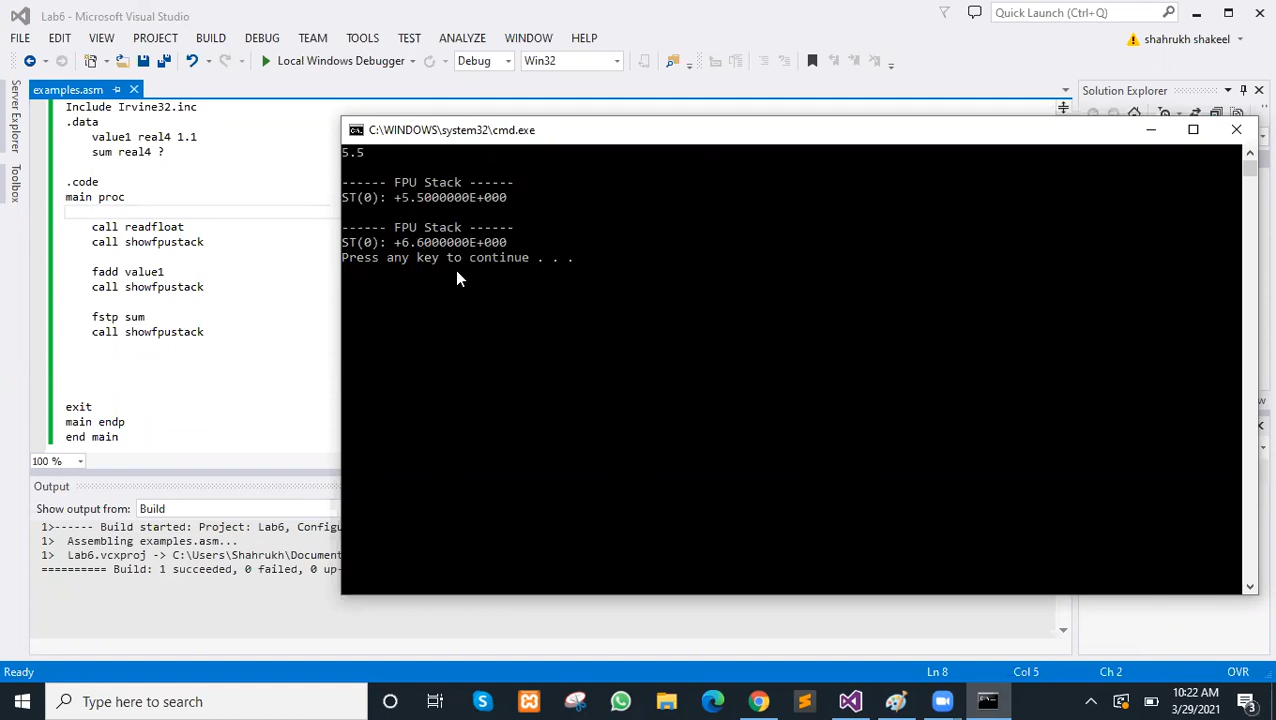 Lab6 - Microsoft Visual Studio
Quick Launch (Ctrl+Q)
FILE EDIT VIEW PROJECT BUILD DEBUG TEAM TOOLS TEST ANALYZE WINDOW HELP
shahrukh shakeel
Local Windows Debugger Debug Win32
Server Explorer
Toolbox
examples.asm
Solution Explorer
Include Irvine32.inc
.data
value1 real4 1.1
sum real4 ?
.code
main proc
call readfloat
call showfpustack
fadd value1
call showfpustack
fstp sum
call showfpustack
exit
main endp
end main
100 %
C:\WINDOWS\system32\cmd.exe
5.5
------ FPU Stack ------
ST(0): +5.5000000E+000
------ FPU Stack ------
ST(0): +6.6000000E+000
Press any key to continue . . .
Output
Show output from: Build
1>------ Build started: Project: Lab6, Configu
1> Assembling examples.asm...
1> Lab6.vcxproj -> C:\Users\Shahrukh\Document
========== Build: 1 succeeded, 0 failed, 0 up-
Ready
Ln 8 Col 5 Ch 2 OVR
Type here to search
10:22 AM
3/29/2021
3